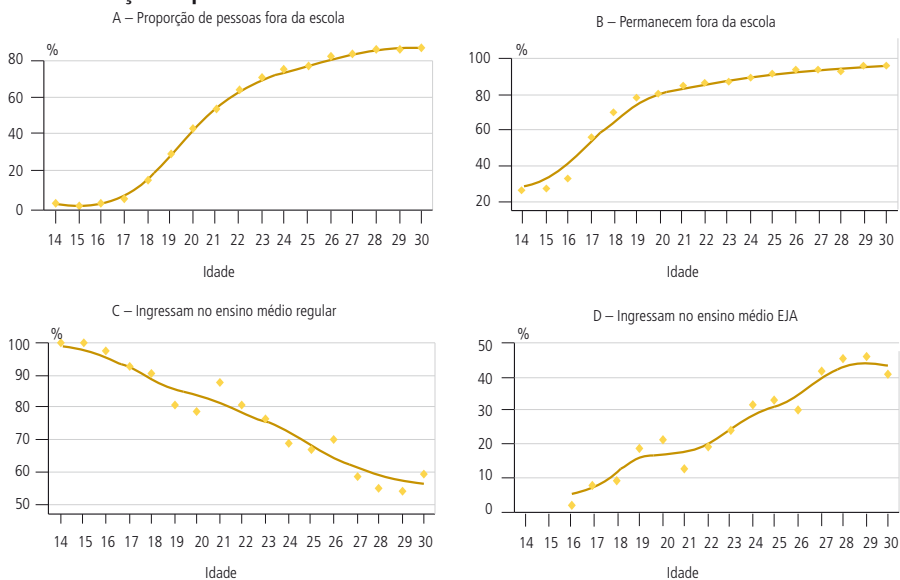 A – Proporção de pessoas fora da escola
%
80
60
40
20
0
14 15 16 17 18 19 20 21 22 23 24 25 26 27 28 29 30
Idade
B – Permanecem fora da escola
%
100
80
60
40
20
14 15 16 17 18 19 20 21 22 23 24 25 26 27 28 29 30
Idade
C – Ingressam no ensino médio regular
%
100
90
80
70
60
50
14 15 16 17 18 19 20 21 22 23 24 25 26 27 28 29 30
Idade
D – Ingressam no ensino médio EJA
%
50
40
30
20
10
0
14 15 16 17 18 19 20 21 22 23 24 25 26 27 28 29 30
Idade